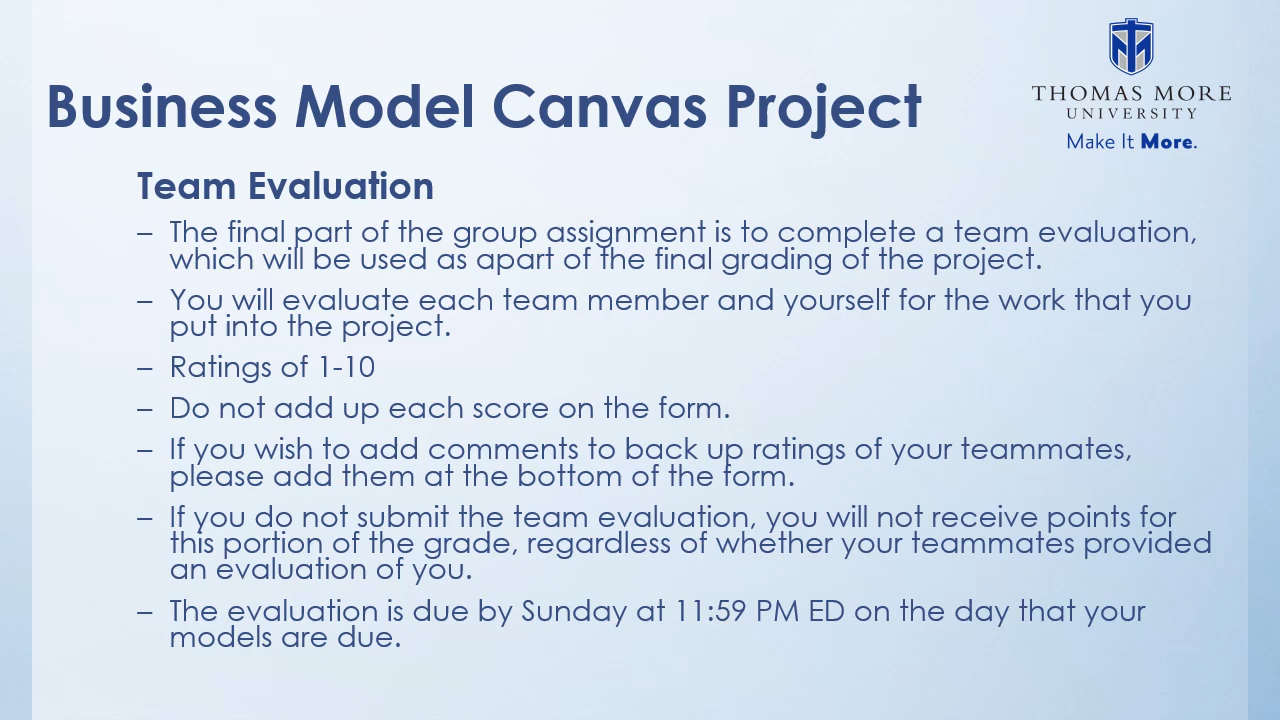 Business Model Canvas Project
THOMAS MORE
UNIVERSITY
Make It More.
Team Evaluation
– The final part of the group assignment is to complete a team evaluation,
which will be used as apart of the final grading of the project.
– You will evaluate each team member and yourself for the work that you
put into the project.
– Ratings of 1-10
– Do not add up each score on the form.
– If you wish to add comments to back up ratings of your teammates,
please add them at the bottom of the form.
– If you do not submit the team evaluation, you will not receive points for
this portion of the grade, regardless of whether your teammates provided
an evaluation of you.
– The evaluation is due by Sunday at 11:59 PM ED on the day that your
models are due.